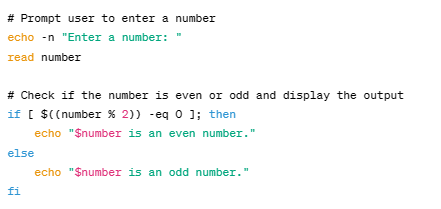 # Prompt user to enter a number
echo -n "Enter a number: "
read number

# Check if the number is even or odd and display the output
if [ $((number % 2)) -eq 0 ]; then
    echo "$number is an even number."
else
    echo "$number is an odd number."
fi